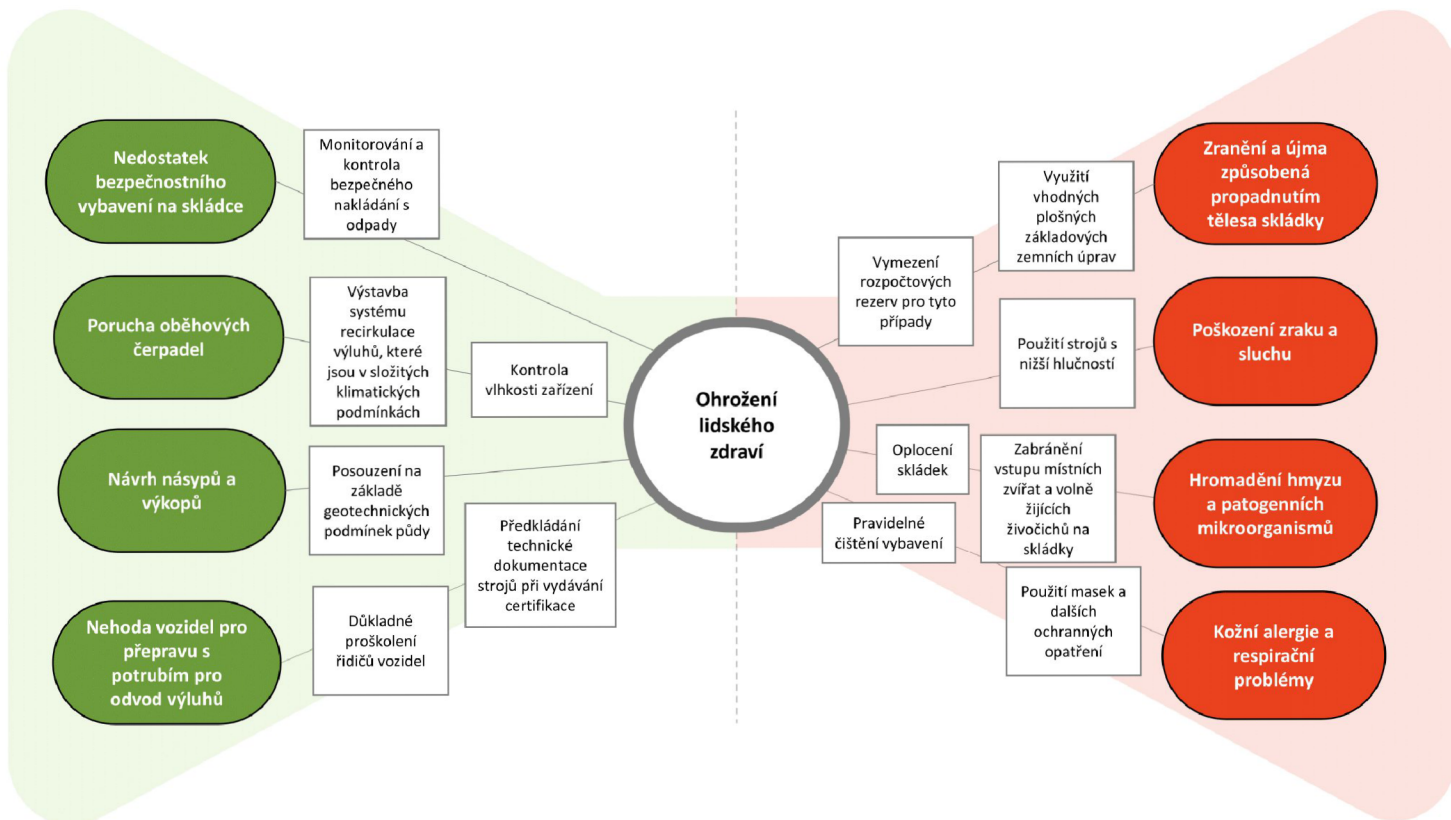 Nedostatek
bezpečnostního
vybavení na skládce
Monitorování a
kontrola
bezpečného
nakládání s
odpady
Porucha oběhových
čerpadel
Výstavba
systému
recirkulace
výluhů, které
jsou v složitých
klimatických
podmínkách
Kontrola
vlhkosti zařízení
Návrh násypů a
výkopů
Posouzení na
základě
geotechnických
podmínek půdy
Nehoda vozidel pro
přepravu s
potrubím pro
odvod výluhů
Důkladné
proškolení
řidičů vozidel
Předkládání
technické
dokumentace
strojů při vydávání
certifikace
Ohrožení
lidského
zdraví
Vymezení
rozpočtových
rezerv pro tyto
případy
Využití
vhodných
plošných
základových
zemních úprav
Zranění a újma
způsobená
propadnutím
tělesa skládky
Použití strojů s
nižší hlučností
Poškození zraku a
sluchu
Oplocení
skládek
Zabránění
vstupu místních
zvířat a volně
žijících
živočichů na
skládky
Hromadění hmyzu
a patogenních
mikroorganismů
Pravidelné
čištění vybavení
Použití masek a
dalších
ochranných
opatření
Kožní alergie a
respirační
problémy